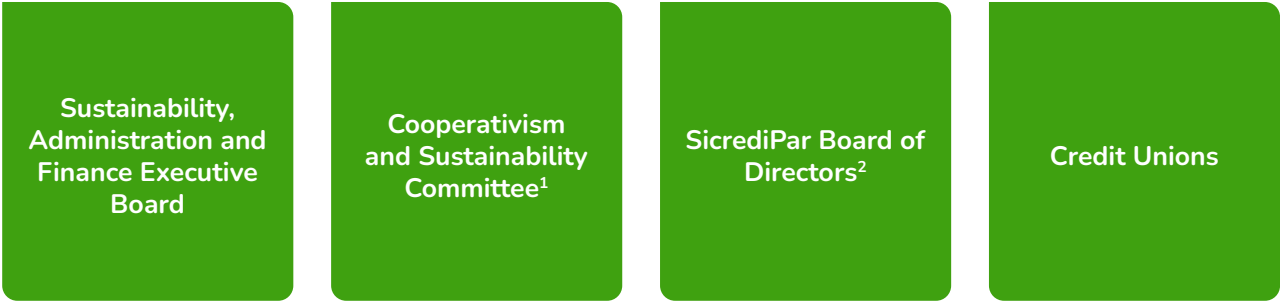 Sustainability,
Administration and
Finance Executive
Board
Cooperativism
and Sustainability
Committee¹
SicrediPar Board of
Directors²
Credit Unions